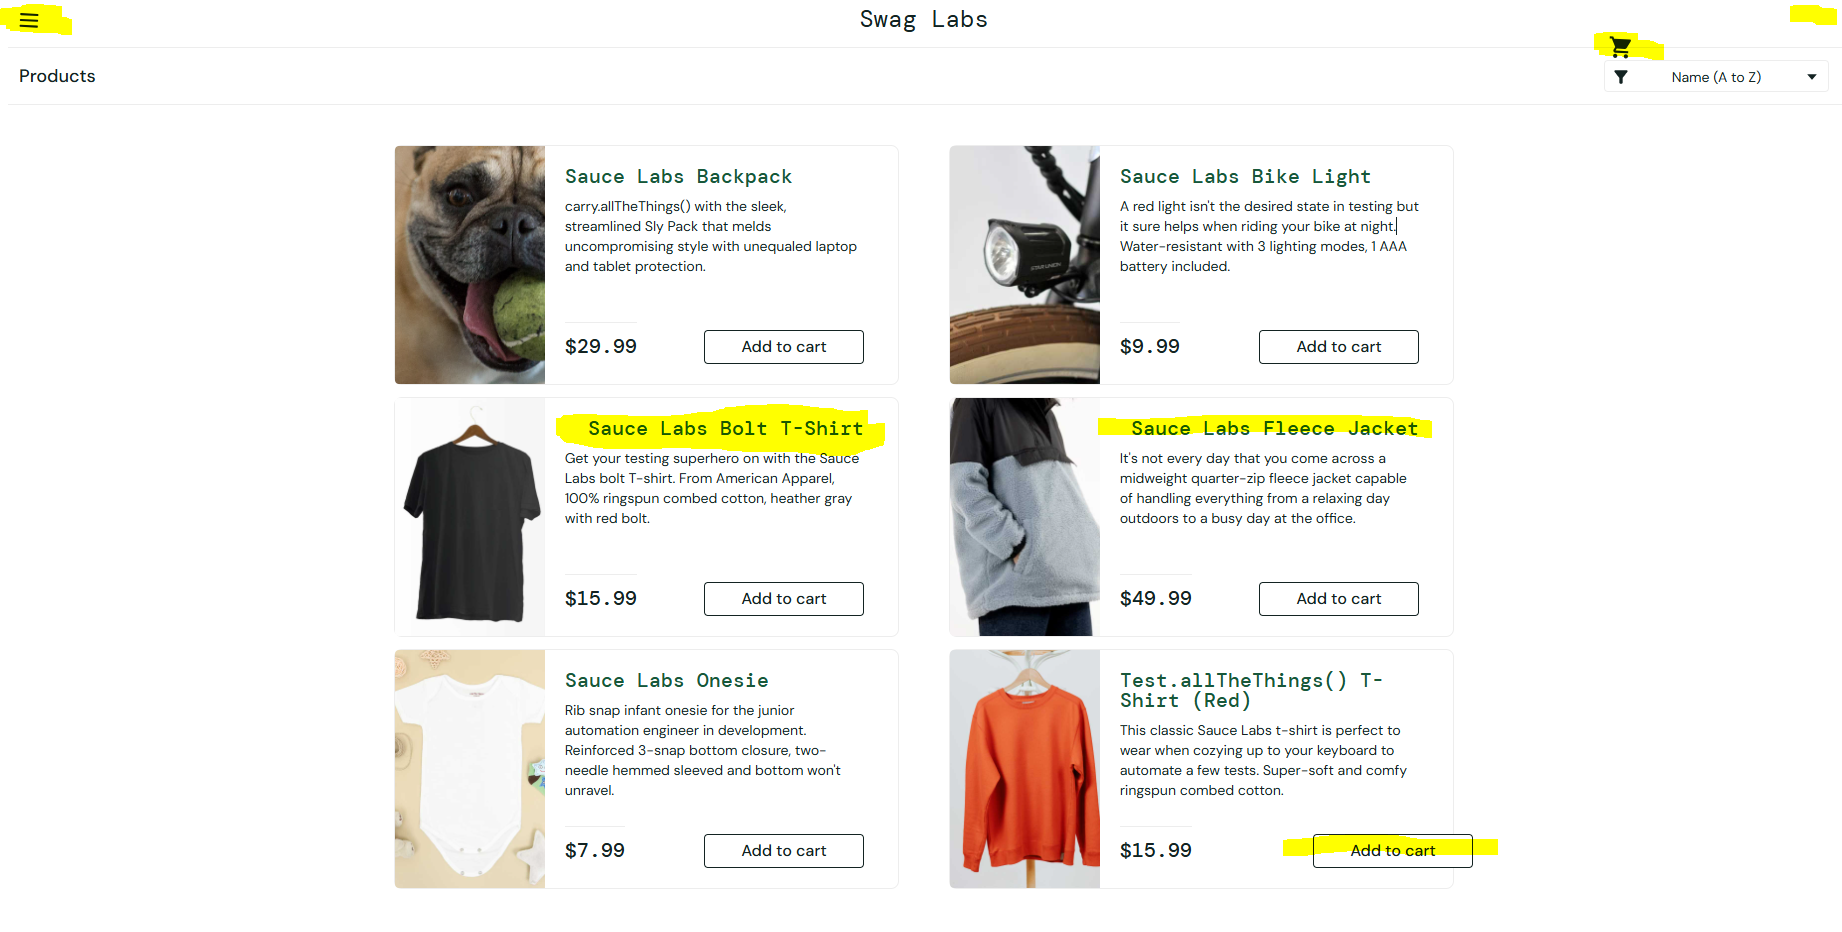 Swag Labs
Products
Name (A to Z)
Sauce Labs Backpack
carry.allTheThings() with the sleek,
streamlined Sly Pack that melds
uncompromising style with unequaled laptop
and tablet protection.
$29.99
Add to cart
Sauce Labs Bike Light
A red light isn't the desired state in testing but
it sure helps when riding your bike at night.
Water-resistant with 3 lighting modes, 1 AAA
battery included.
$9.99
Add to cart
Sauce Labs Bolt T-Shirt
Get your testing superhero on with the Sauce
Labs bolt T-shirt. From American Apparel,
100% ringspun combed cotton, heather gray
with red bolt.
$15.99
Add to cart
Sauce Labs Fleece Jacket
It's not every day that you come across a
midweight quarter-zip fleece jacket capable
of handling everything from a relaxing day
outdoors to a busy day at the office.
$49.99
Add to cart
Sauce Labs Onesie
Rib snap infant onesie for the junior
automation engineer in development.
Reinforced 3-snap bottom closure, two-
needle hemmed sleeved and bottom won't
unravel.
$7.99
Add to cart
Test.allTheThings() T-
Shirt (Red)
This classic Sauce Labs t-shirt is perfect to
wear when cozying up to your keyboard to
automate a few tests. Super-soft and comfy
ringspun combed cotton.
$15.99
Add to cart